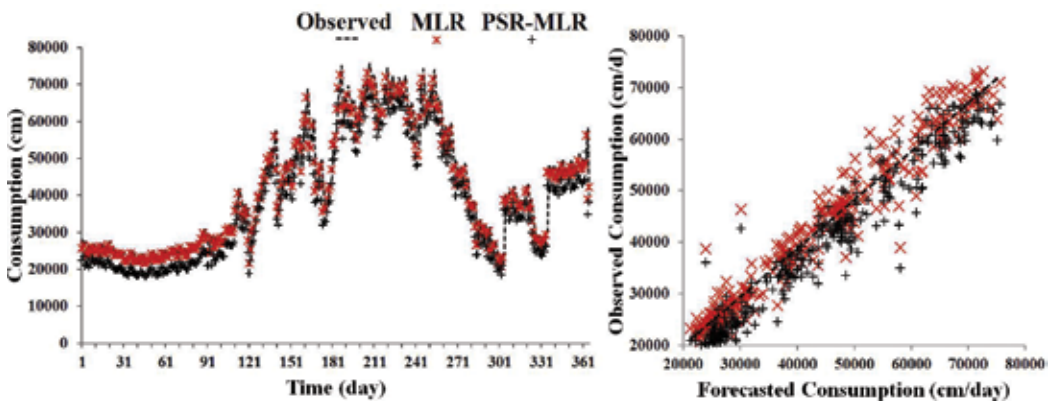 Observed MLR PSR-MLR
80000
70000
60000
50000
40000
30000
20000
10000
0
Consumption (cm)
1 31 61 91 121 151 181 211 241 271 301 331 361
Time (day)
80000
70000
60000
50000
40000
30000
20000
Observed Consumption (cm/d)
20000 30000 40000 50000 60000 70000 80000
Forecasted Consumption (cm/day)